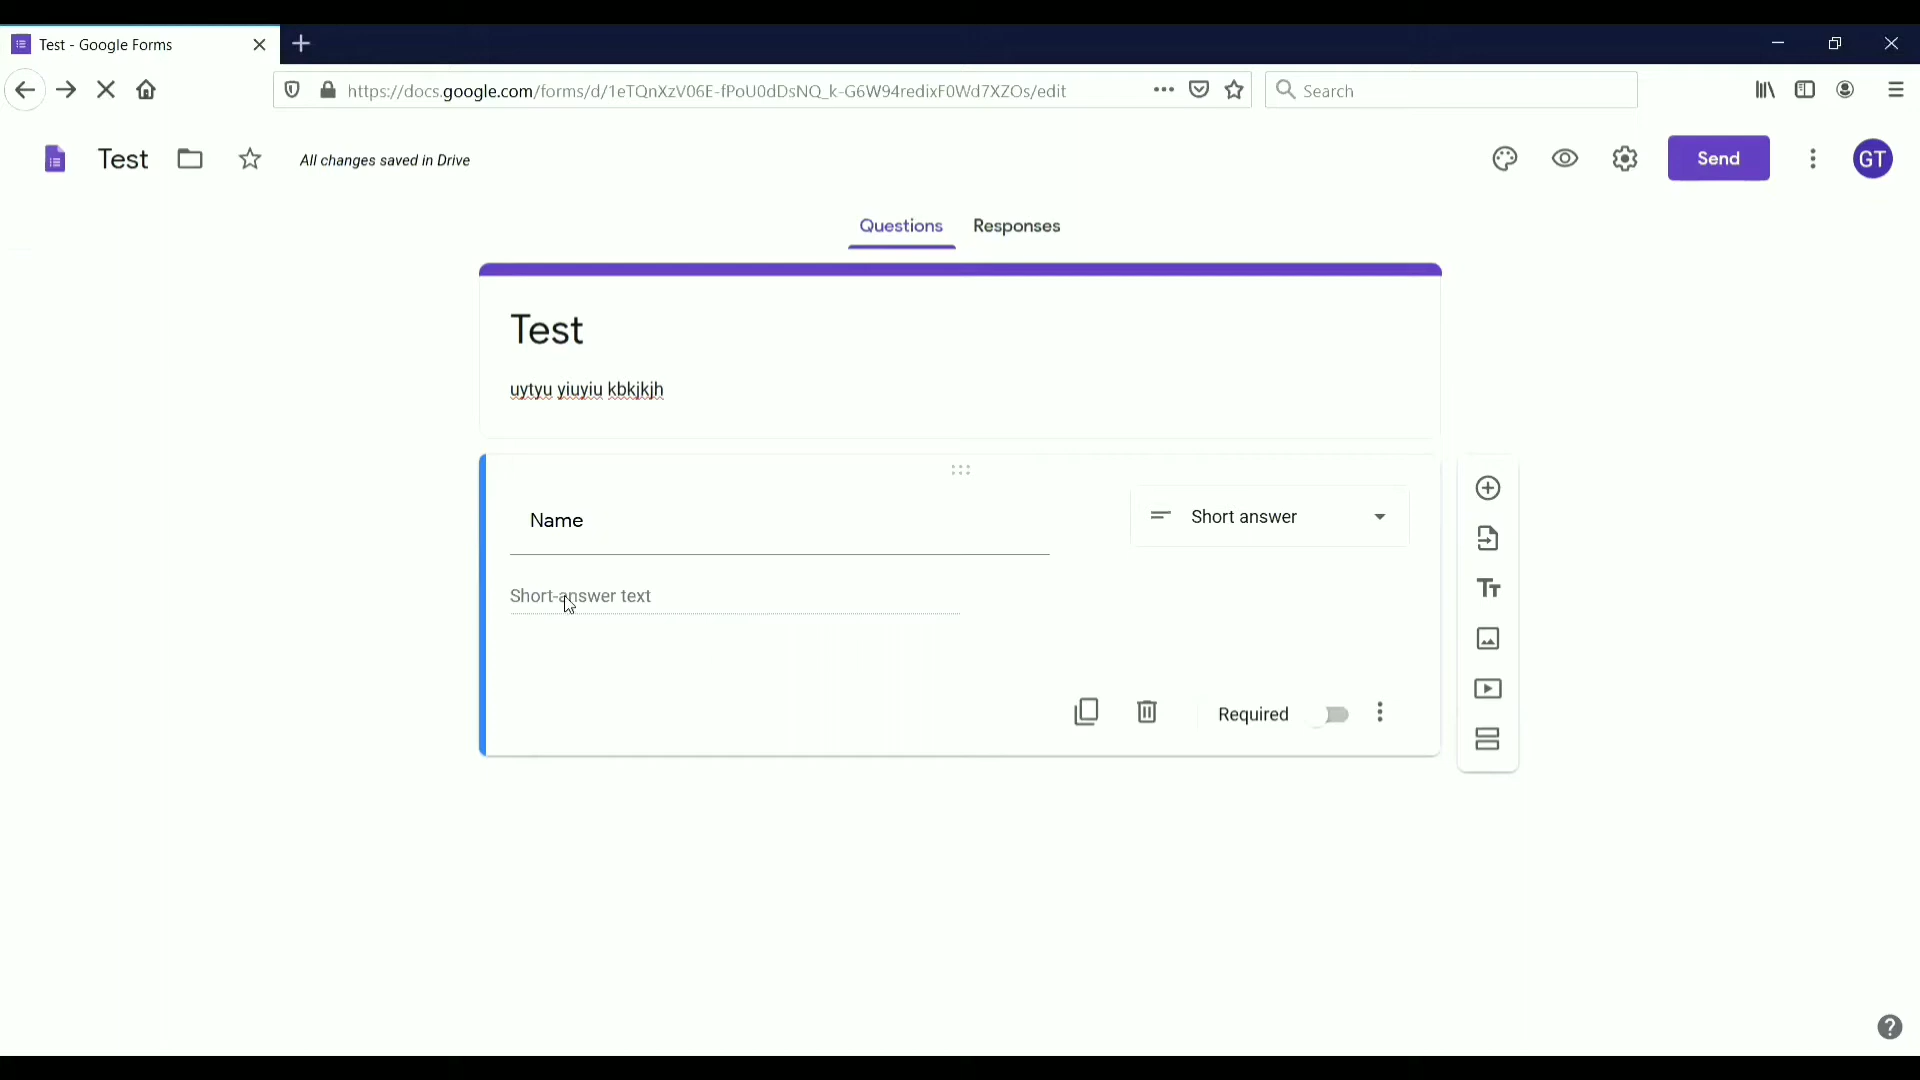 Test - Google Forms
https://docs.google.com/forms/d/1eTQnXzV06E-fPoU0dDsNQ_k-G6W94redixF0Wd7XZOs/edit
Search
Test
All changes saved in Drive
Send
GT
Questions
Responses
Test
uytyu yiuyiu kbkjkjh
Name
Short answer
Short-answer text
Required